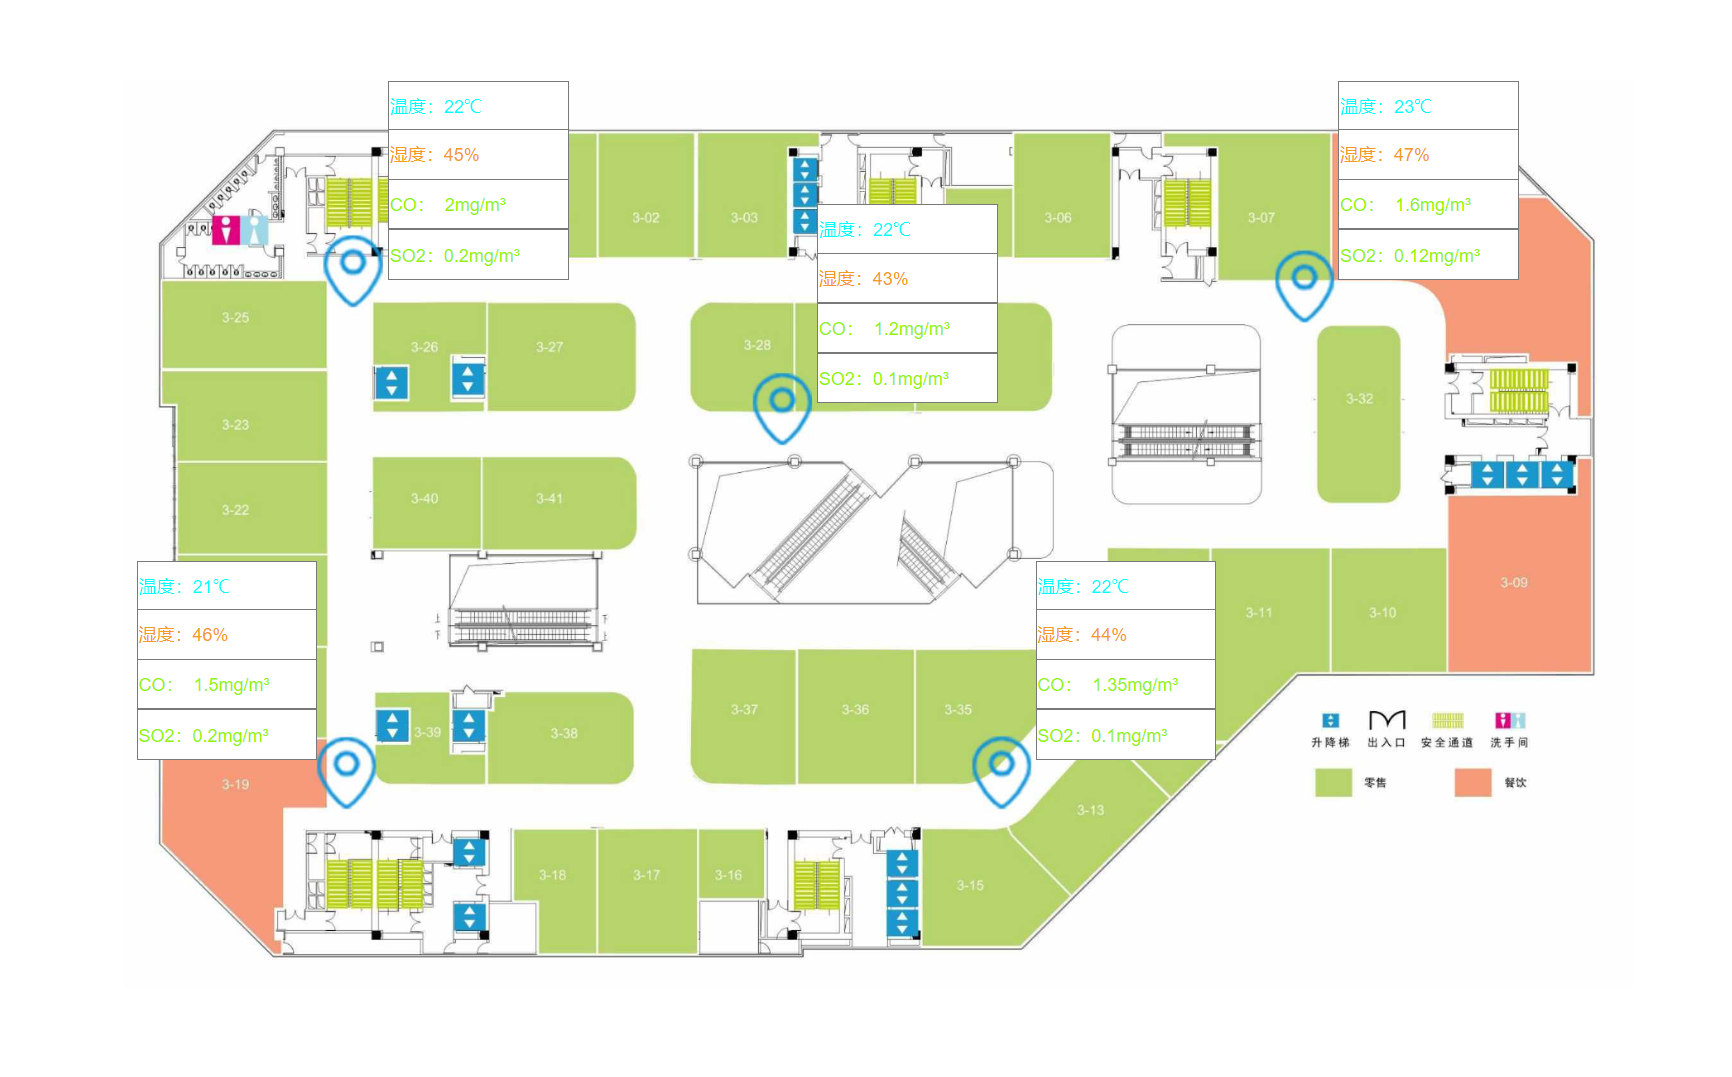 温度：22℃
湿度：45%
CO： 2mg/m³
SO2：0.2mg/m³
温度：23℃
湿度：47%
CO： 1.6mg/m³
SO2：0.12mg/m³
3-02
3-03
3-06
3-07
温度：22℃
湿度：43%
CO： 1.2mg/m³
SO2：0.1mg/m³
3-25
3-26
3-27
3-28
3-32
3-23
3-40
3-41
3-22
温度：21℃
湿度：46%
CO： 1.5mg/m³
SO2：0.2mg/m³
上
下
下
上
温度：22℃
湿度：44%
CO： 1.35mg/m³
SO2：0.1mg/m³
3-11
3-10
3-09
3-37
3-36
3-35
3-39
3-38
3-19
3-13
3-18
3-17
3-16
3-15
升降梯
出入口
安全通道
洗手间
零售
餐饮